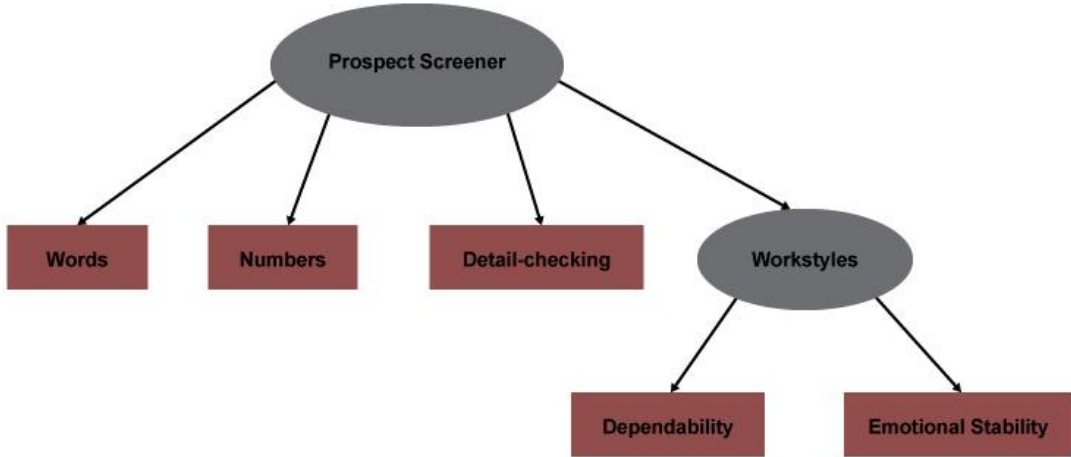 Prospect Screener
Words
Numbers
Detail-checking
Workstyles
Dependability
Emotional Stability